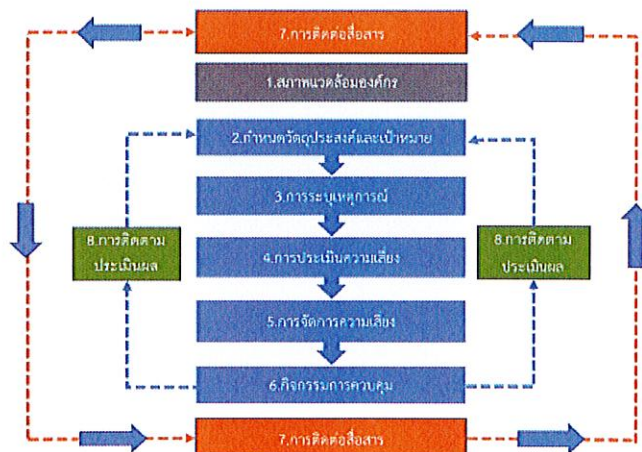 7.การติดต่อสื่อสาร
1.สภาพแวดล้อมองค์กร
2.กำหนดวัตถุประสงค์และเป้าหมาย
3.การระบุเหตุการณ์
8.การติดตาม
ประเมินผล
4.การประเมินความเสี่ยง
8.การติดตาม
ประเมินผล
5.การจัดการความเสี่ยง
6.กิจกรรมการควบคุม
7.การติดต่อสื่อสาร